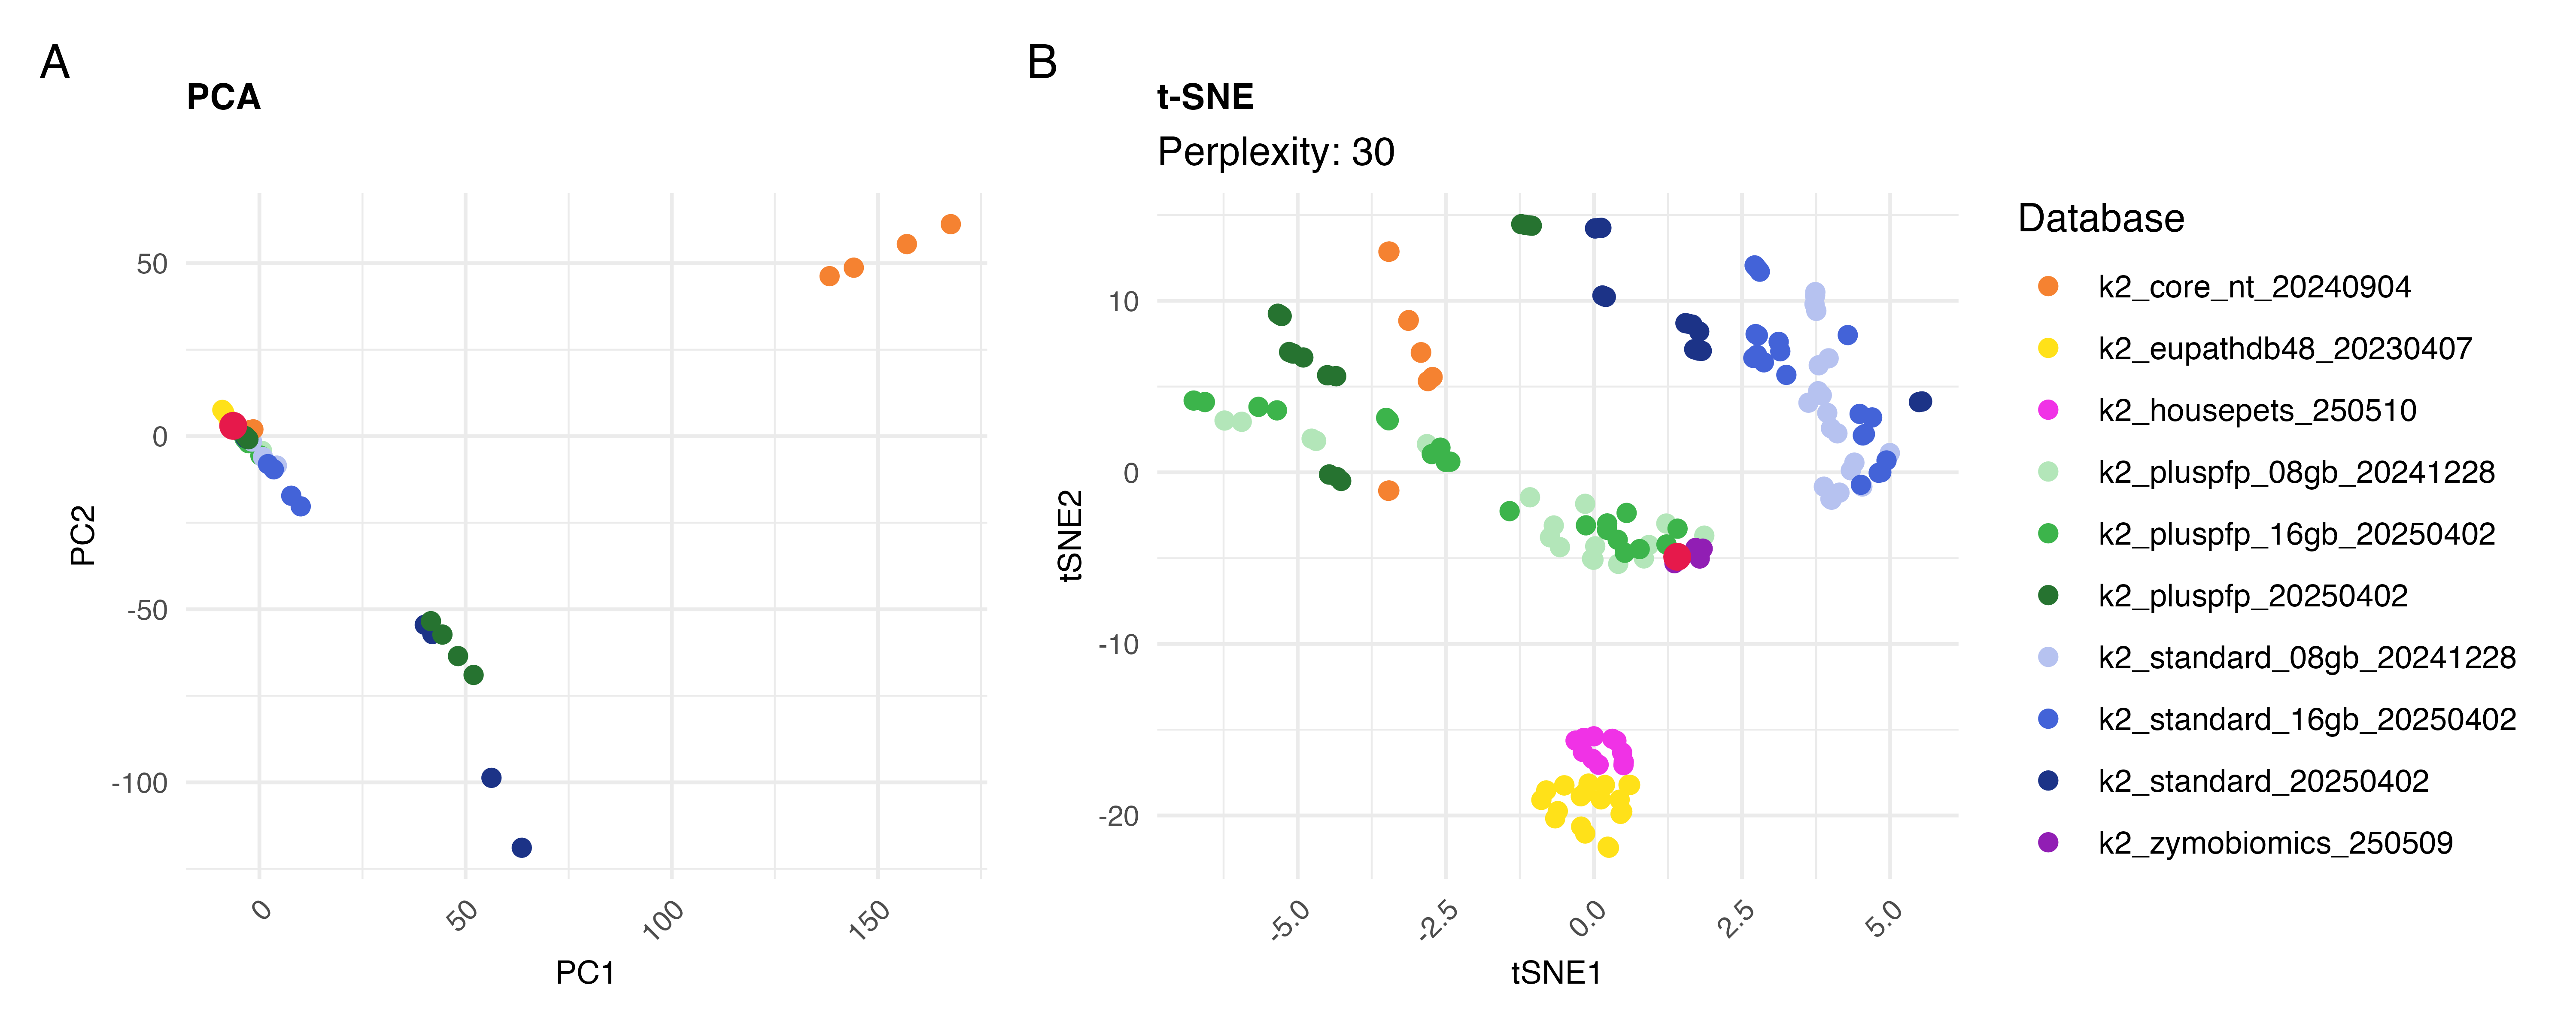 A
PCA
50
0
-50
-100
PC2
0
50
100
150
PC1
B
t-SNE
Perplexity: 30
10
0
-10
-20
tSNE2
-5.0
-2.5
0.0
2.5
5.0
tSNE1
Database
k2_core_nt_20240904
k2_eupathdb48_20230407
k2_housepets_250510
k2_pluspfp_08gb_20241228
k2_pluspfp_16gb_20250402
k2_pluspfp_20250402
k2_standard_08gb_20241228
k2_standard_16gb_20250402
k2_standard_20250402
k2_zymobiomics_250509